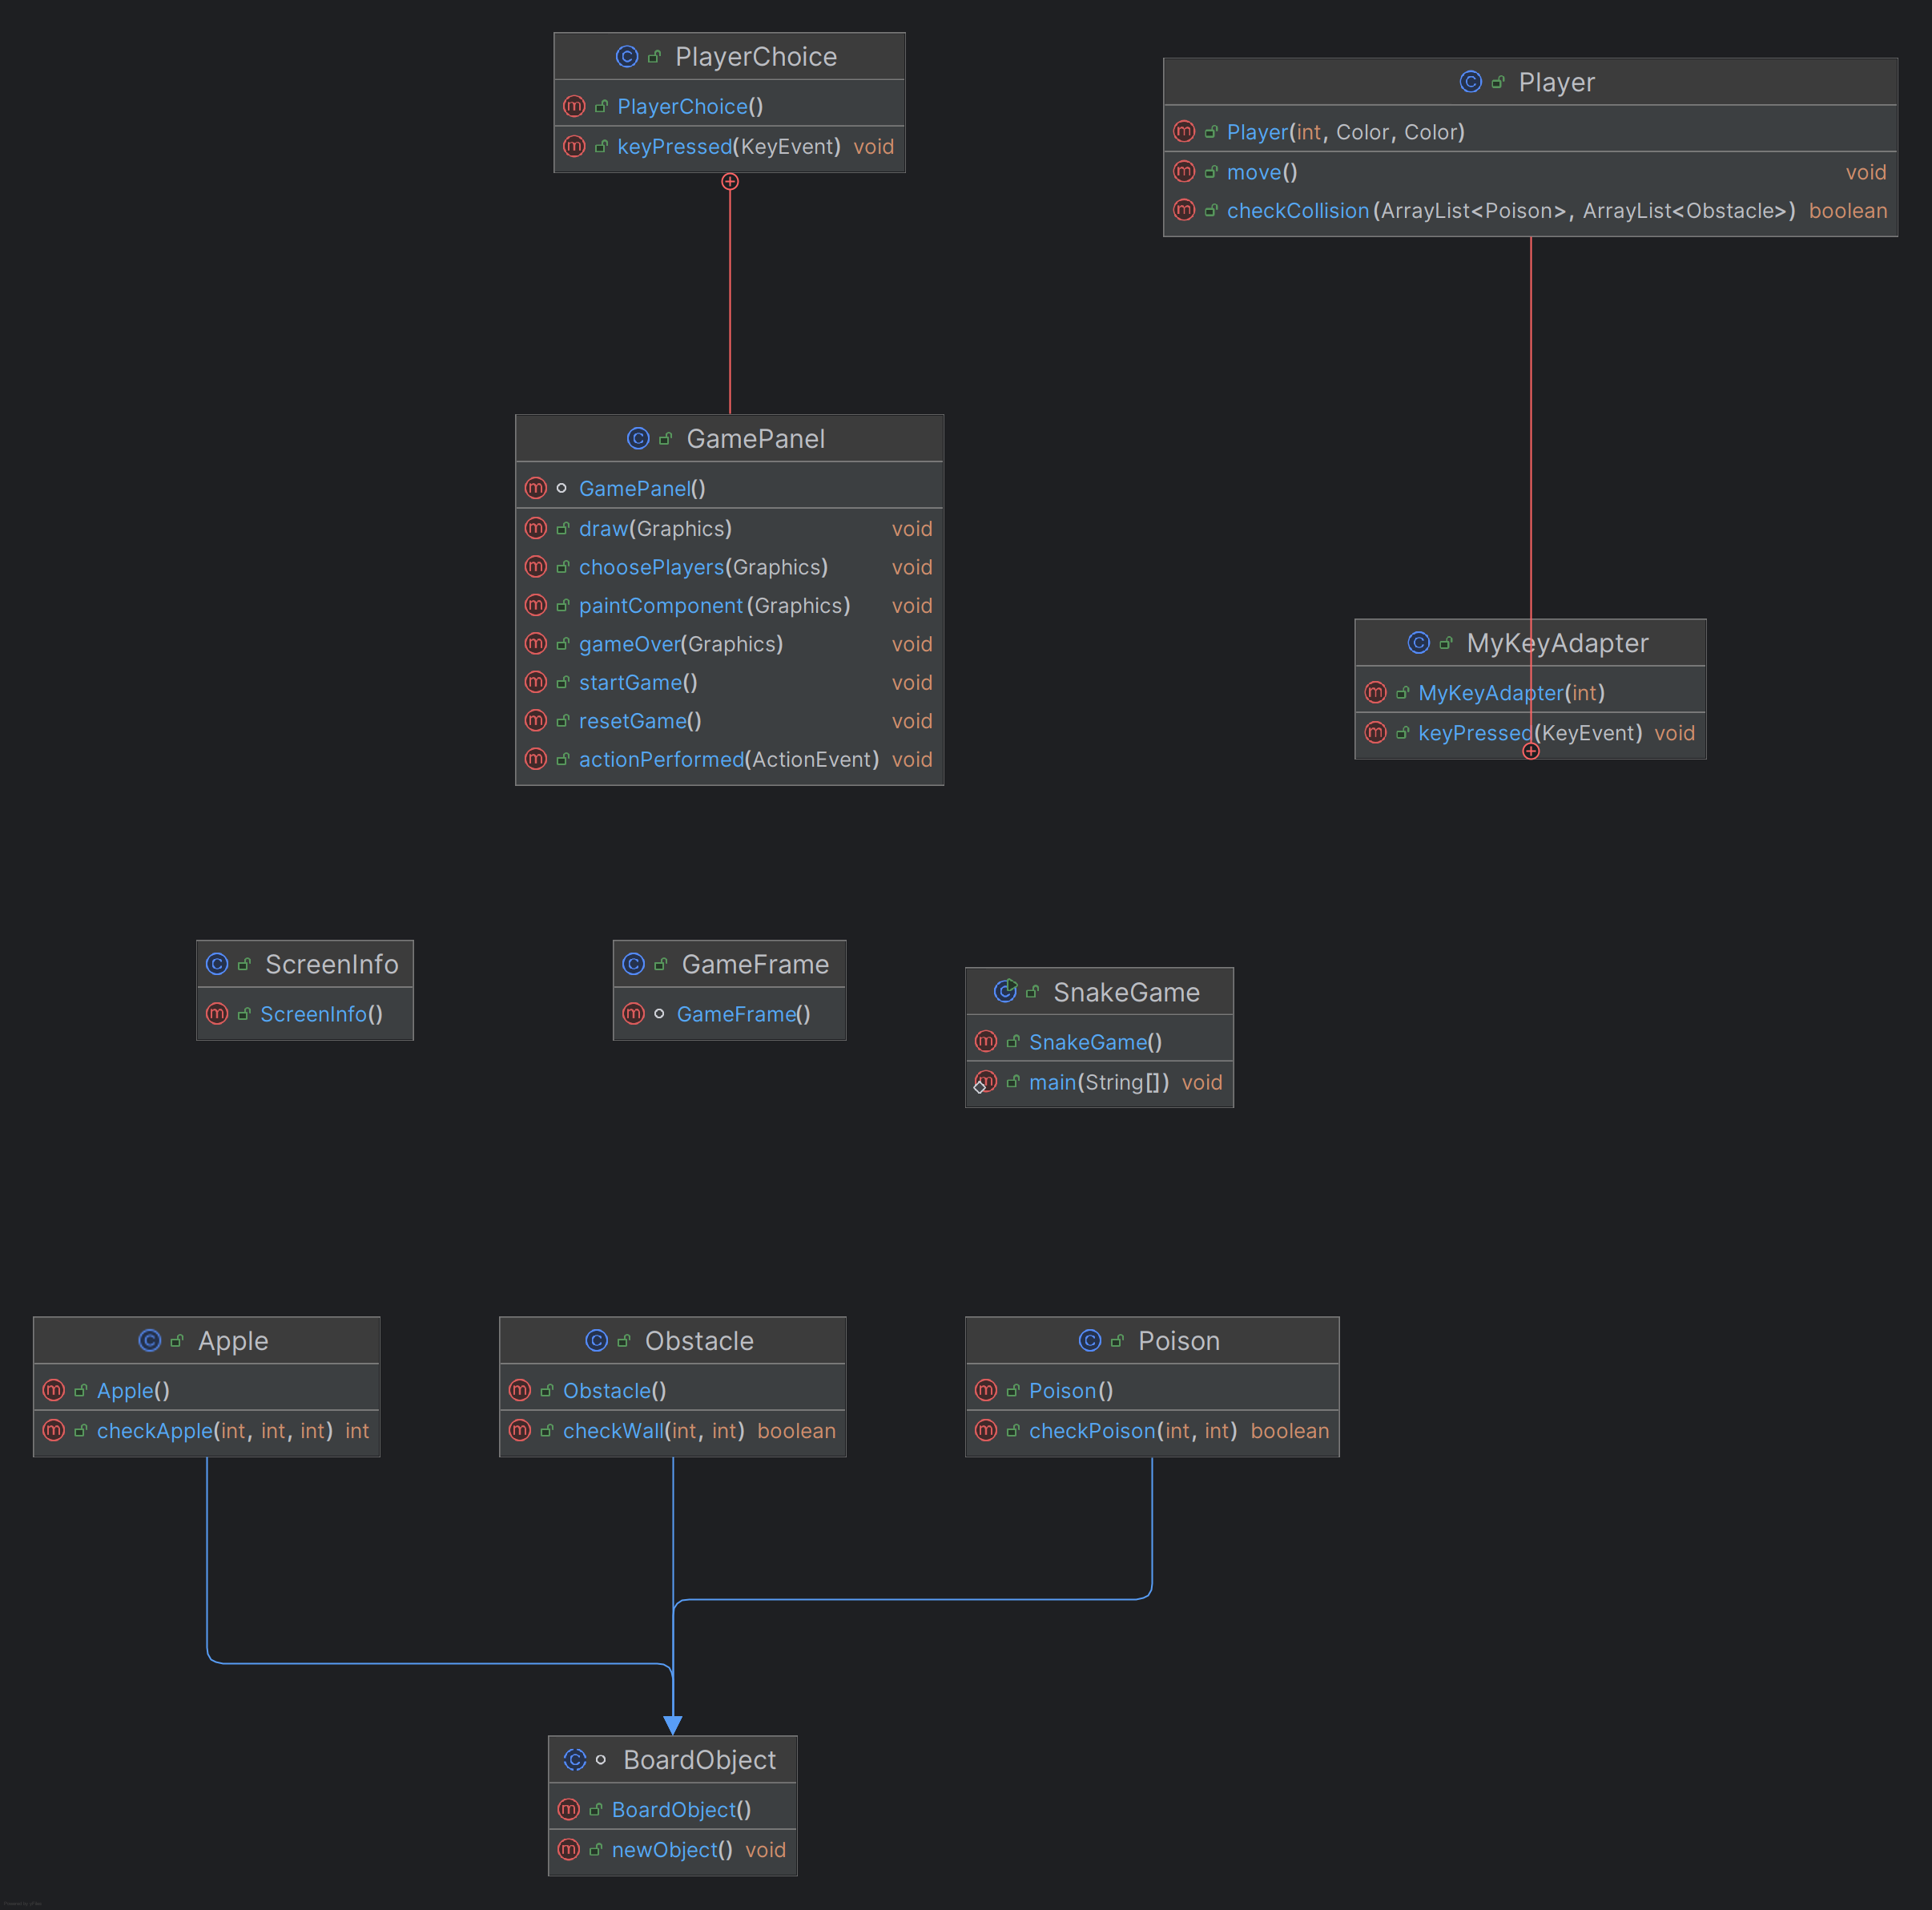 PlayerChoice
PlayerChoice()
keyPressed(KeyEvent) void
Player
Player(int, Color, Color)
move() void
checkCollision(ArrayList<Poison>, ArrayList<Obstacle>) boolean
GamePanel
GamePanel()
draw(Graphics) void
choosePlayers(Graphics) void
paintComponent(Graphics) void
gameOver(Graphics) void
startGame() void
resetGame() void
actionPerformed(ActionEvent) void
MyKeyAdapter
MyKeyAdapter(int)
keyPressed(KeyEvent) void
ScreenInfo
ScreenInfo()
GameFrame
GameFrame()
SnakeGame
SnakeGame()
main(String[]) void
Apple
Apple()
checkApple(int, int, int) int
Obstacle
Obstacle()
checkWall(int, int) boolean
Poison
Poison()
checkPoison(int, int) boolean
BoardObject
BoardObject()
newObject() void